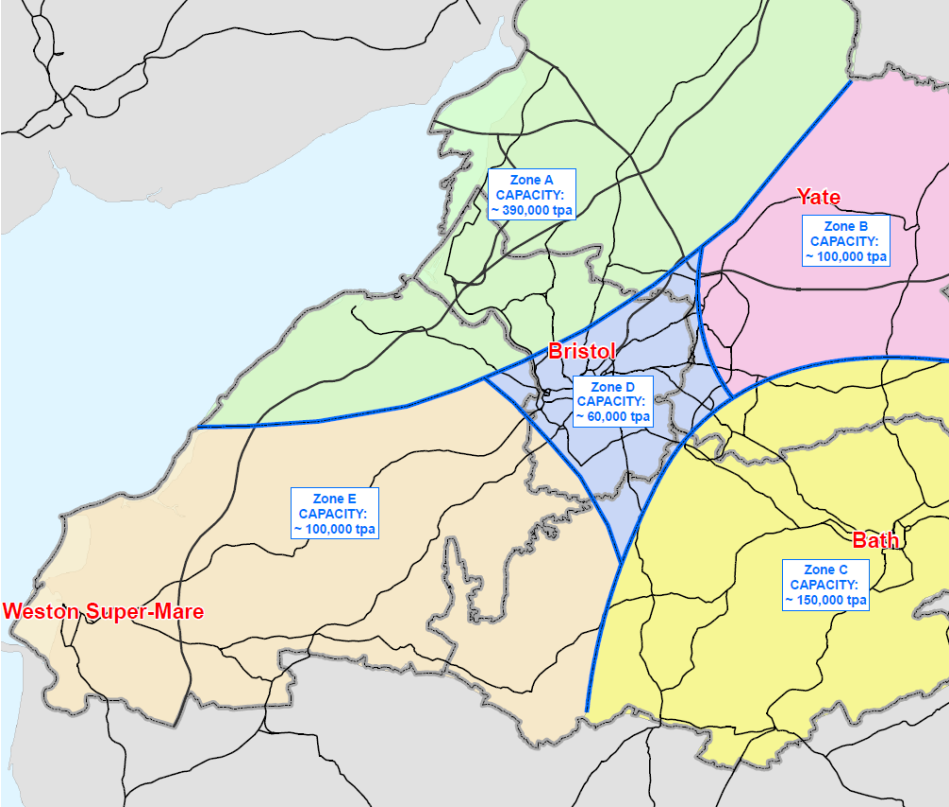 Zone A
CAPACITY:
~ 390,000 tpa
Yate
Zone B
CAPACITY:
~ 100,000 tpa
Bristol
Zone D
CAPACITY:
~ 60,000 tpa
Zone E
CAPACITY:
~ 100,000 tpa
Bath
Zone C
CAPACITY:
~ 150,000 tpa
Weston Super-Mare